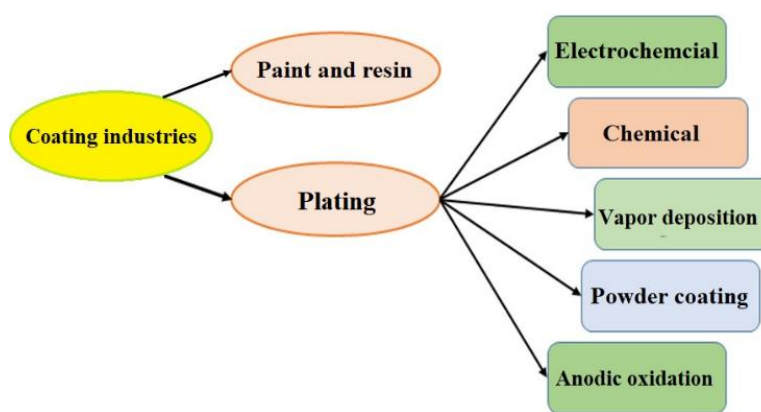 Coating industries
Paint and resin
Plating
Electrochemcial
Chemical
Vapor deposition
Powder coating
Anodic oxidation